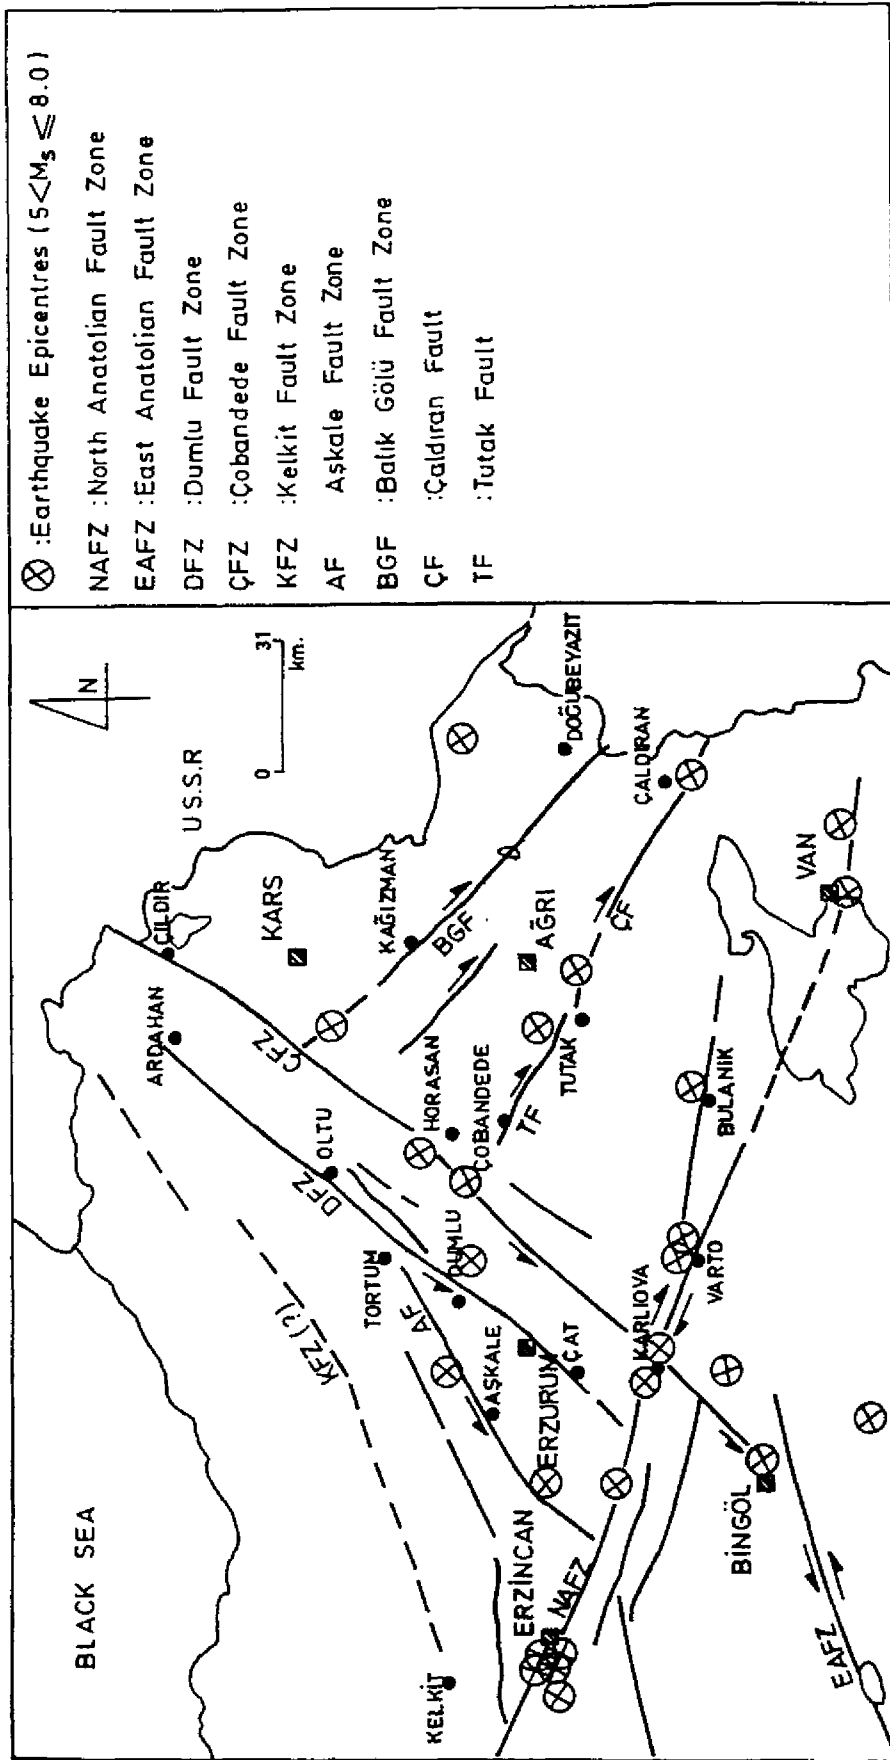 ⊗ :Earthquake Epicentres (5<Ms ≤ 8.0)
NAFZ :North Anatolian Fault Zone
EAFZ :East Anatolian Fault Zone
DFZ :Dumlu Fault Zone
ÇFZ :Çobandede Fault Zone
KFZ :Kelkit Fault Zone
AF Aşkale Fault Zone
BGF :Balık Gölü Fault Zone
ÇF :Çaldıran Fault
TF :Tutak Fault
BLACK SEA
N
U.S.S.R
0 31
km.
ÇILDIR
ARDAHAN
KARS
ÇFZ
OLTU
DFZ
KFZ (?)
KAĞIZMAN
BGF
HORASAN
TORTUM
DUMLU
AF
ÇOBANDEDE
KELKİT
AŞKALE
AĞRI
DOĞUBEYAZIT
TF
TUTAK
ERZURUM
ÇAT
ERZİNCAN
NAFZ
ÇF
ÇALDIRAN
KARLIOVA
VARTO
BULANIK
VAN
BİNGÖL
EAFZ